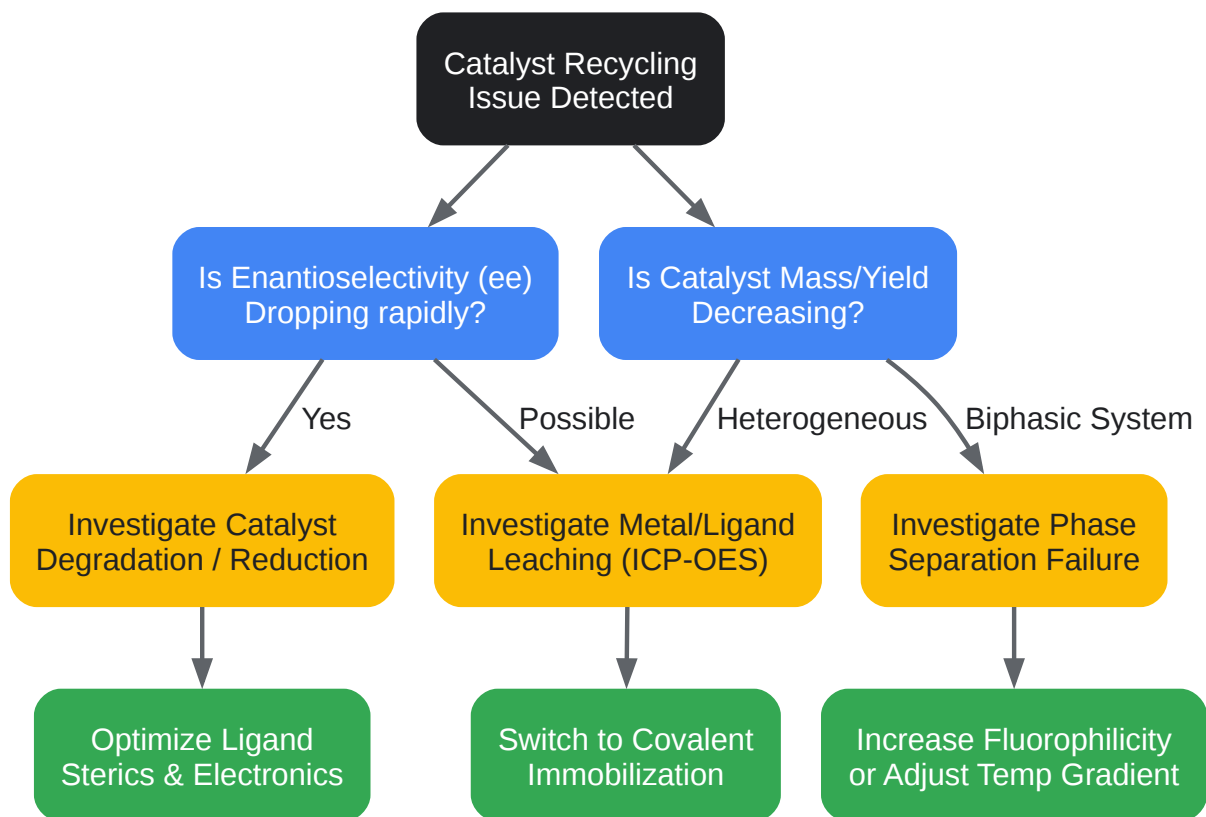 Catalyst Recycling
Issue Detected
Is Enantioselectivity (ee)
Dropping rapidly?
Is Catalyst Mass/Yield
Decreasing?
Yes
Possible
Heterogeneous
Biphasic System
Investigate Catalyst
Degradation / Reduction
Investigate Metal/Ligand
Leaching (ICP-OES)
Investigate Phase
Separation Failure
Optimize Ligand
Sterics & Electronics
Switch to Covalent
Immobilization
Increase Fluorophilicity
or Adjust Temp Gradient